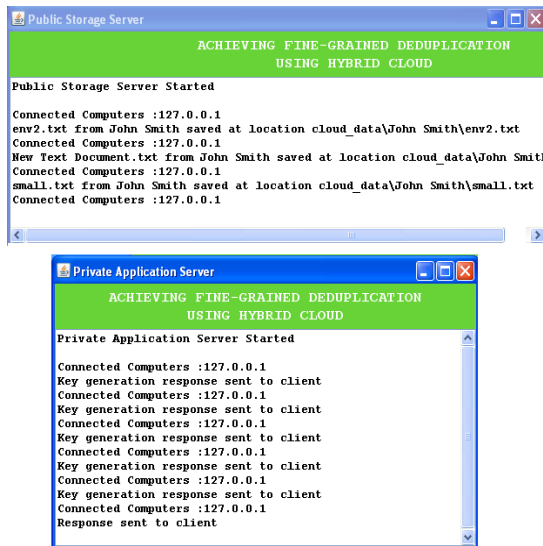 Public Storage Server
ACHIEVING FINE-GRAINED DEDUPLICATION
USING HYBRID CLOUD
Public Storage Server Started
Connected Computers :127.0.0.1
env2.txt from John Smith saved at location cloud_data\John Smith\env2.txt
Connected Computers :127.0.0.1
New Text Document.txt from John Smith saved at location cloud_data\John Smit
Connected Computers :127.0.0.1
small.txt from John Smith saved at location cloud_data\John Smith\small.txt
Connected Computers :127.0.0.1
Private Application Server
ACHIEVING FINE-GRAINED DEDUPLICATION
USING HYBRID CLOUD
Private Application Server Started
Connected Computers :127.0.0.1
Key generation response sent to client
Connected Computers :127.0.0.1
Key generation response sent to client
Connected Computers :127.0.0.1
Key generation response sent to client
Connected Computers :127.0.0.1
Key generation response sent to client
Connected Computers :127.0.0.1
Key generation response sent to client
Connected Computers :127.0.0.1
Response sent to client